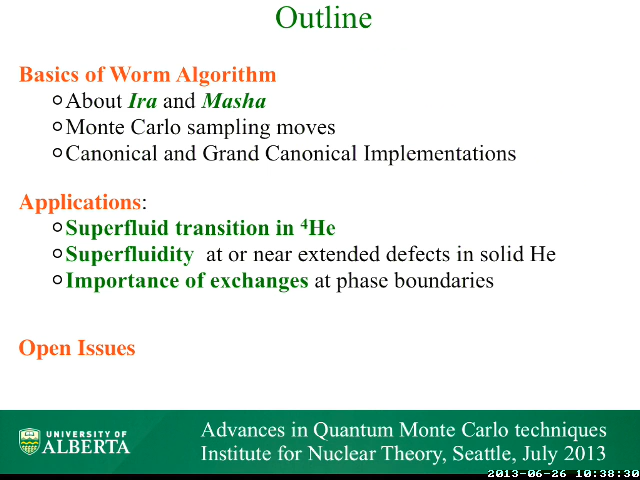 Outline
Basics of Worm Algorithm
About Ira and Masha
Monte Carlo sampling moves
Canonical and Grand Canonical Implementations
Applications:
Superfluid transition in ⁴He
Superfluidity at or near extended defects in solid He
Importance of exchanges at phase boundaries
Open Issues
UNIVERSITY OF
ALBERTA
Advances in Quantum Monte Carlo techniques
Institute for Nuclear Theory, Seattle, July 2013
2013-06-26 10:38:30